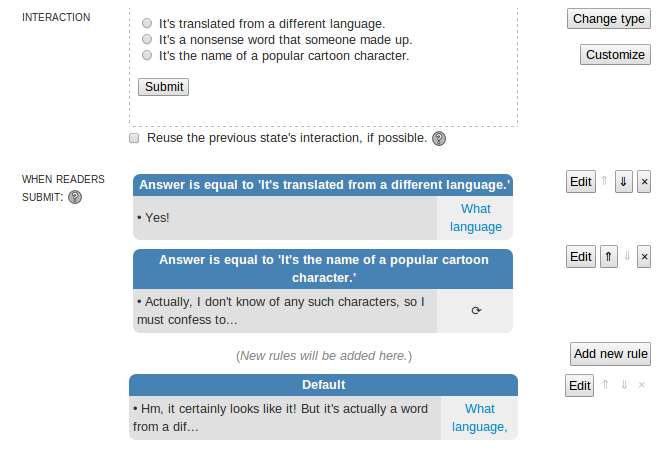 INTERACTION
It's translated from a different language.
It's a nonsense word that someone made up.
It's the name of a popular cartoon character.
Submit
Change type
Customize
Reuse the previous state's interaction, if possible. ?
WHEN READERS
SUBMIT: ?
Answer is equal to 'It's translated from a different language.'
• Yes!
What
language
Edit ⇑ ⇓ ×
Answer is equal to 'It's the name of a popular cartoon
character.'
• Actually, I don't know of any such characters, so I
must confess to…
⟳
Edit ⇑ ⇓ ×
(New rules will be added here.)
Add new rule
Default
• Hm, it certainly looks like it! But it's actually a word
from a dif…
What
language,
Edit ⇑ ⇓ ×